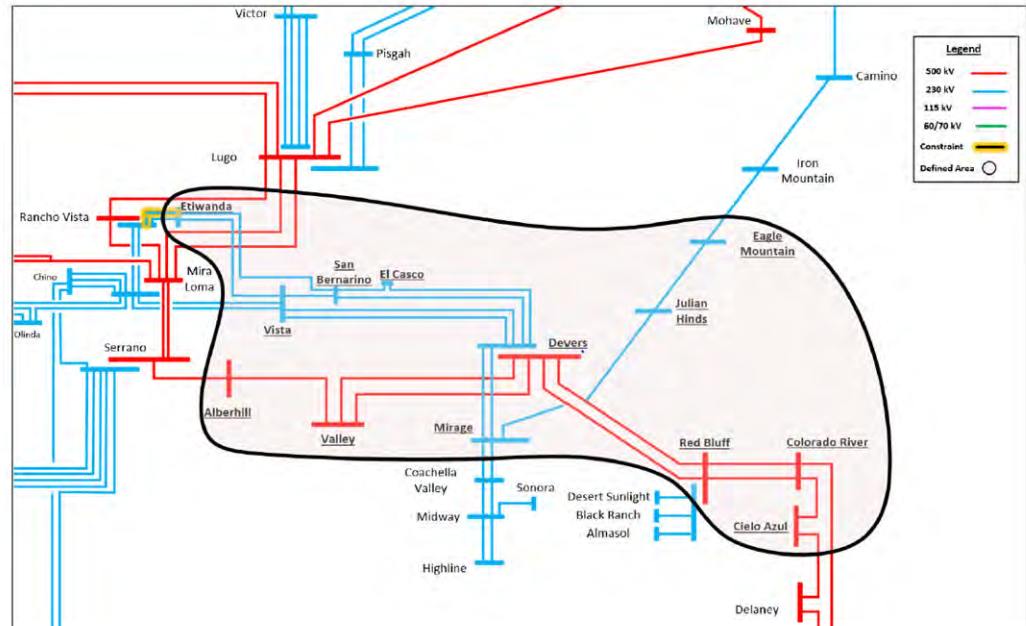 Victor
Mohave
Pisgah
Legend
500 kV
230 kV
115 kV
60/70 kV
Constraint
Defined Area
Camino
Lugo
Iron
Mountain
Rancho Vista
Etiwanda
Eagle
Mountain
San
Bernarino
El Casco
Chino
Mira
Loma
Julian
Hinds
Vista
Olinda
Serrano
Devers
Alberhill
Valley
Mirage
Red Bluff
Colorado River
Coachella
Valley
Sonora
Desert Sunlight
Midway
Black Ranch
Almasol
Cielo Azul
Highline
Delaney